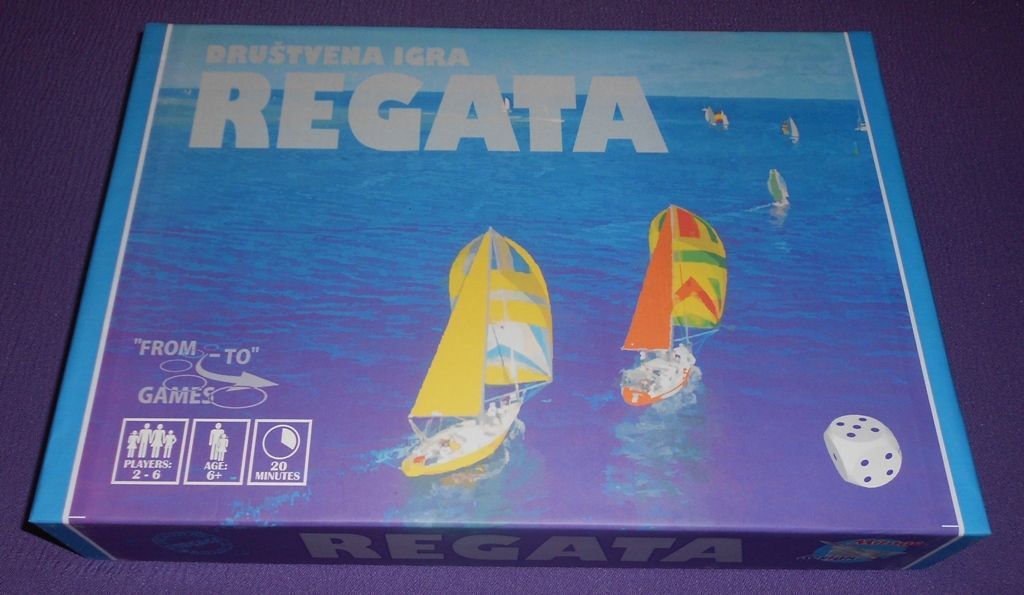 DRUŠTVENA IGRA
REGATA
"FROM - TO"
GAMES
PLAYERS:
2 - 6
AGE:
6+
20
MINUTES
REGATA